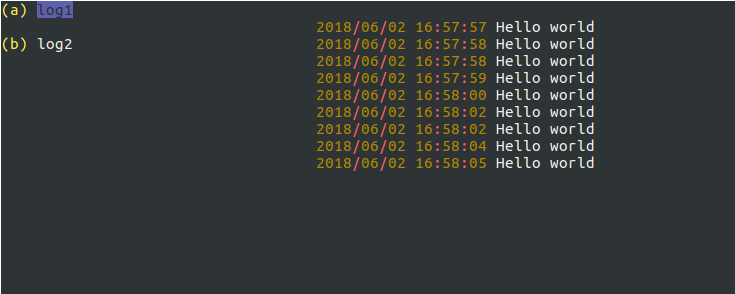 (a) log1
2018/06/02 16:57:57 Hello world
(b) log2 2018/06/02 16:57:58 Hello world
2018/06/02 16:57:58 Hello world
2018/06/02 16:57:59 Hello world
2018/06/02 16:58:00 Hello world
2018/06/02 16:58:02 Hello world
2018/06/02 16:58:02 Hello world
2018/06/02 16:58:04 Hello world
2018/06/02 16:58:05 Hello world